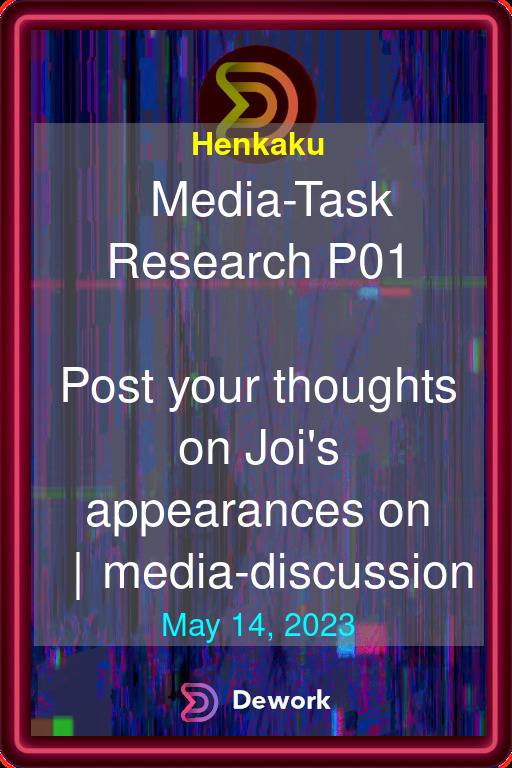 Henkaku
Media-Task
Research P01
Post your thoughts
on Joi's
appearances on
｜media-discussion
May 14, 2023
Dework